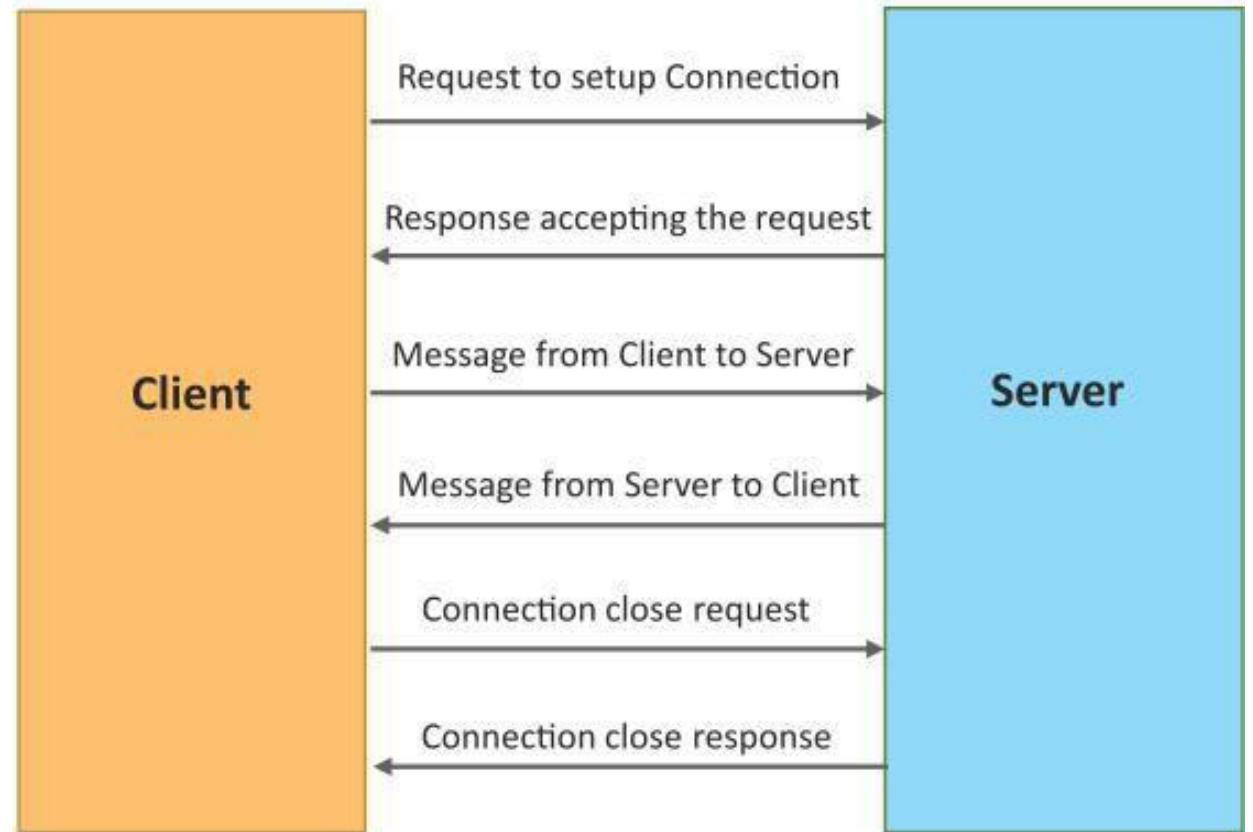 Request to setup Connection
Response accepting the request
Message from Client to Server
Client
Server
Message from Server to Client
Connection close request
Connection close response